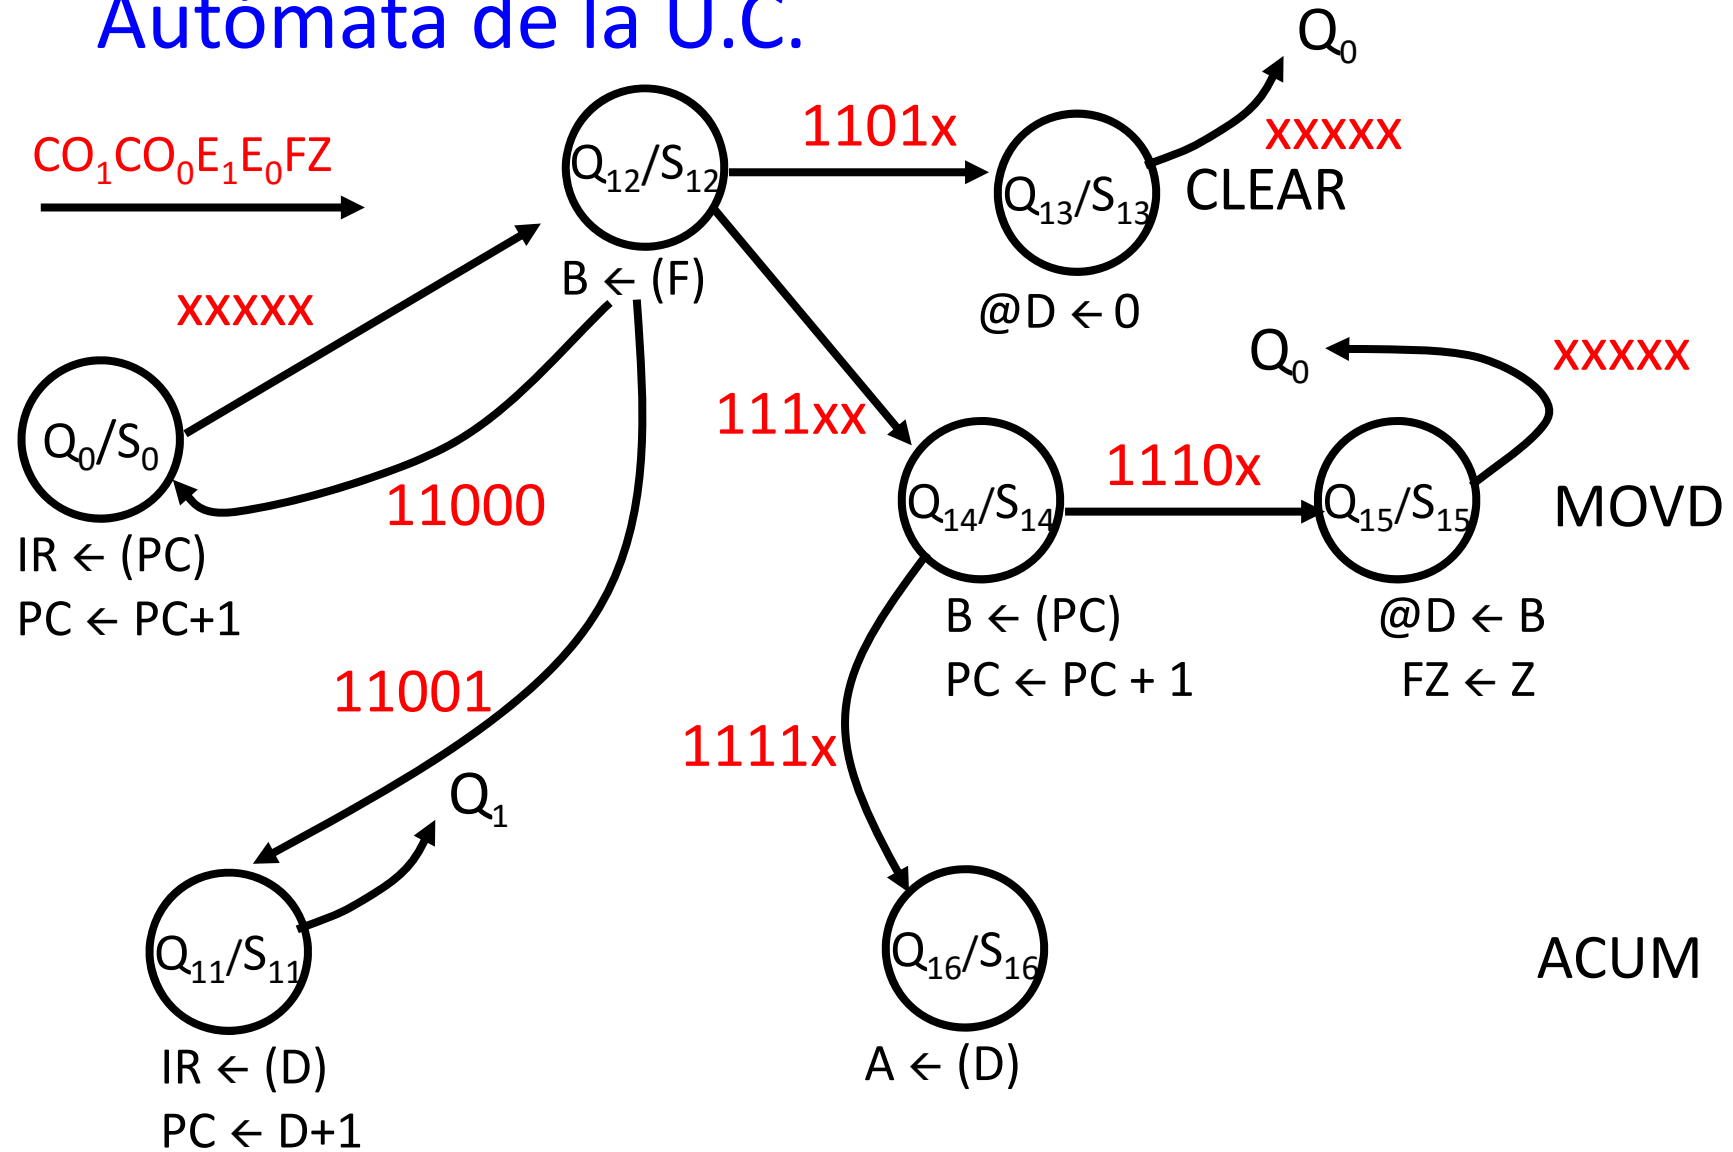 Autómata de la U.C.
Q₀
CO₁CO₀E₁E₀FZ
1101x
xxxxx
Q₁₂/S₁₂
Q₁₃/S₁₃
CLEAR
B ← (F)
@D ← 0
xxxxx
Q₀
xxxxx
111xx
Q₀/S₀
1110x
11000
Q₁₄/S₁₄
Q₁₅/S₁₅
MOVD
IR ← (PC)
PC ← PC+1
B ← (PC)
PC ← PC + 1
@D ← B
FZ ← Z
11001
1111x
Q₁
Q₁₁/S₁₁
Q₁₆/S₁₆
ACUM
IR ← (D)
PC ← D+1
A ← (D)